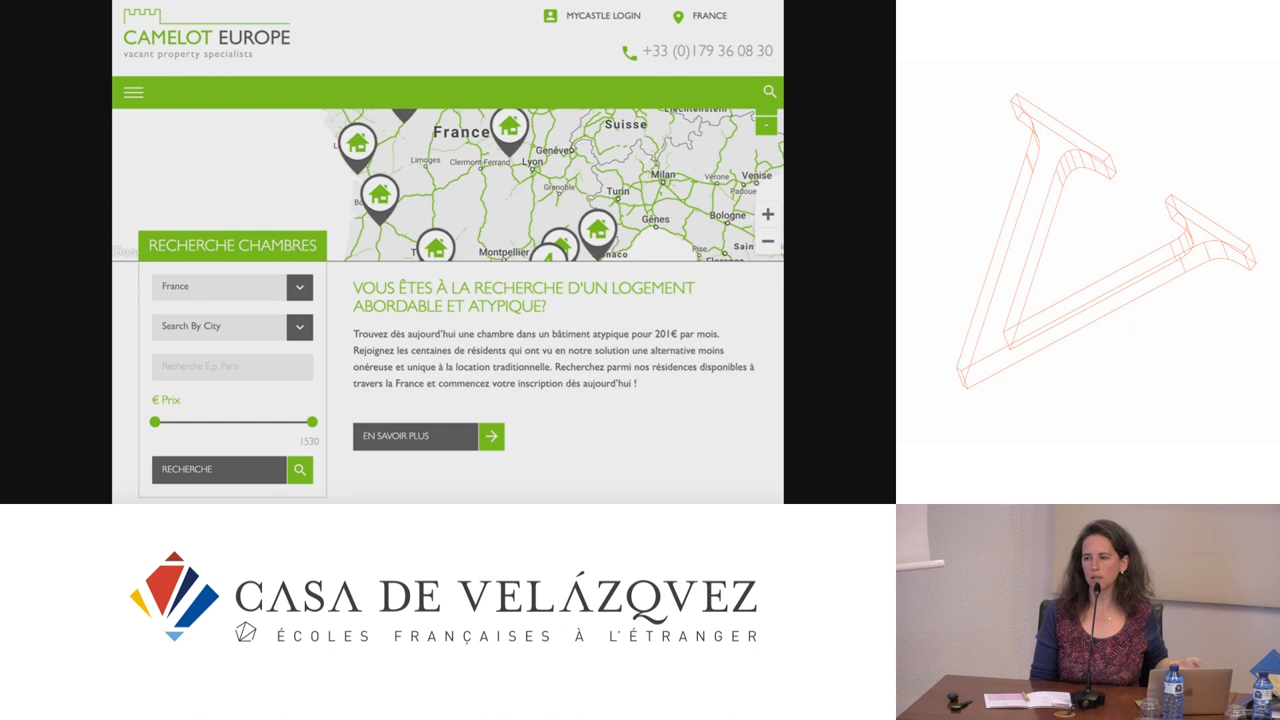 CAMELOT EUROPE
vacant property specialists
MYCASTLE LOGIN
FRANCE
+33 (0)179 36 08 30
France
Suisse
Liechtenstein
Limoges
Clermont-Ferrand
Lyon
Genève
Grenoble
Milan
Vérone
Venise
Padoue
Turin
Gênes
Bologne
Pise
Montpellier
4
+
-
RECHERCHE CHAMBRES
France
Search By City
Recherche E.p. Paris
€ Prix
1530
RECHERCHE
VOUS ÊTES À LA RECHERCHE D'UN LOGEMENT
ABORDABLE ET ATYPIQUE?
Trouvez dès aujourd'hui une chambre dans un bâtiment atypique pour 201€ par mois.
Rejoignez les centaines de résidents qui ont vu en notre solution une alternative moins
onéreuse et unique à la location traditionnelle. Recherchez parmi nos résidences disponibles à
travers la France et commencez votre inscription dès aujourd'hui !
EN SAVOIR PLUS
CASA DE VELÁZQVEZ
ÉCOLES FRANÇAISES À L'ÉTRANGER